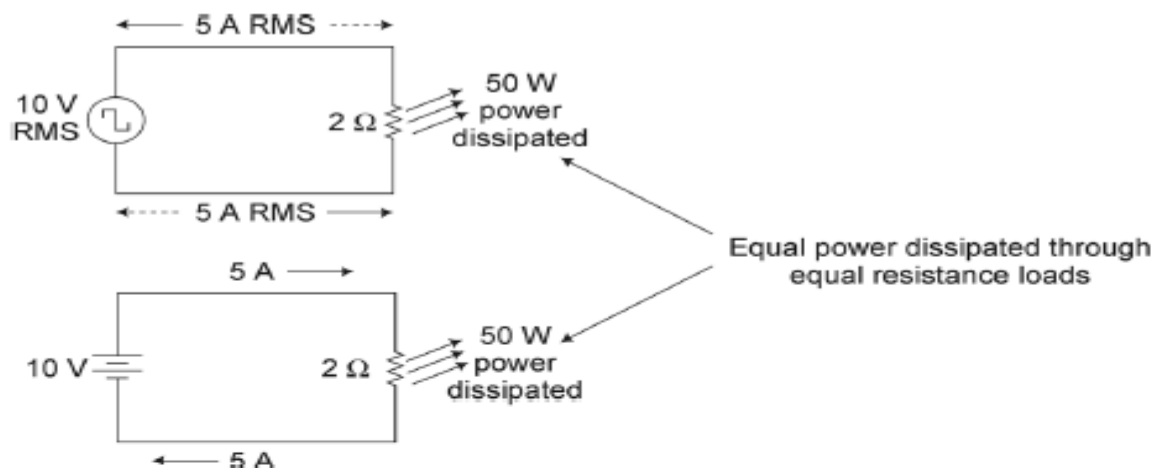 5 A RMS
10 V
RMS
2 Ω
50 W
power
dissipated
5 A RMS
Equal power dissipated through
equal resistance loads
5 A
10 V
2 Ω
50 W
power
dissipated
5 A